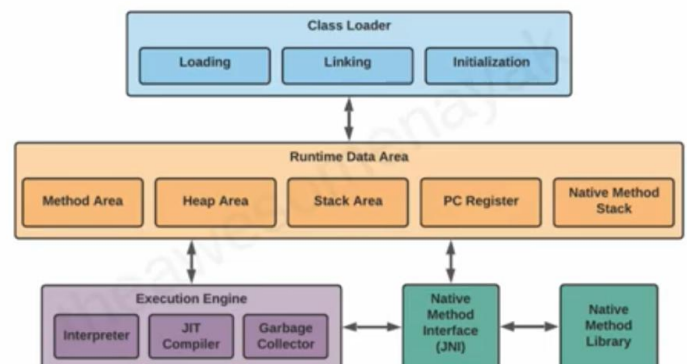 Class Loader
Loading
Linking
Initialization
Runtime Data Area
Method Area
Heap Area
Stack Area
PC Register
Native Method
Stack
Execution Engine
Interpreter
JIT
Compiler
Garbage
Collector
Native
Method
Interface
(JNI)
Native
Method
Library
theawesomenayak